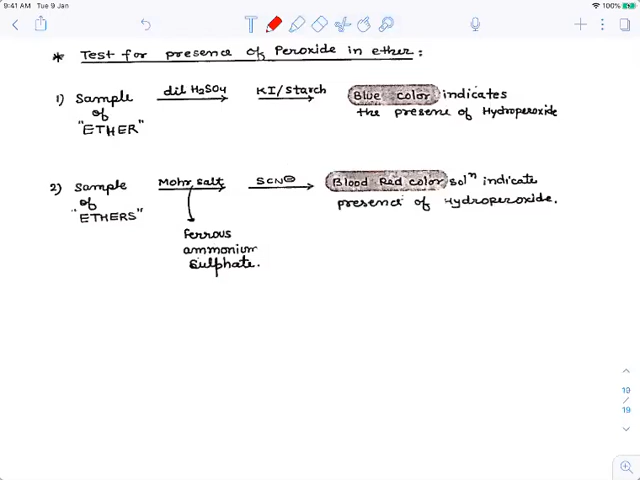 9:41 AM Tue 9 Jan
100%
* Test for presence of Peroxide in ether :
1) Sample of "ETHER" dil H₂SO₄ KI/Starch Blue color indicates the presence of Hydroperoxide
2) Sample of "ETHERS" Mohr salt SCN⊖ Blood Red color solⁿ indicate presence of Hydroperoxide.
Ferrous
ammonium
Sulphate.
19
/
19